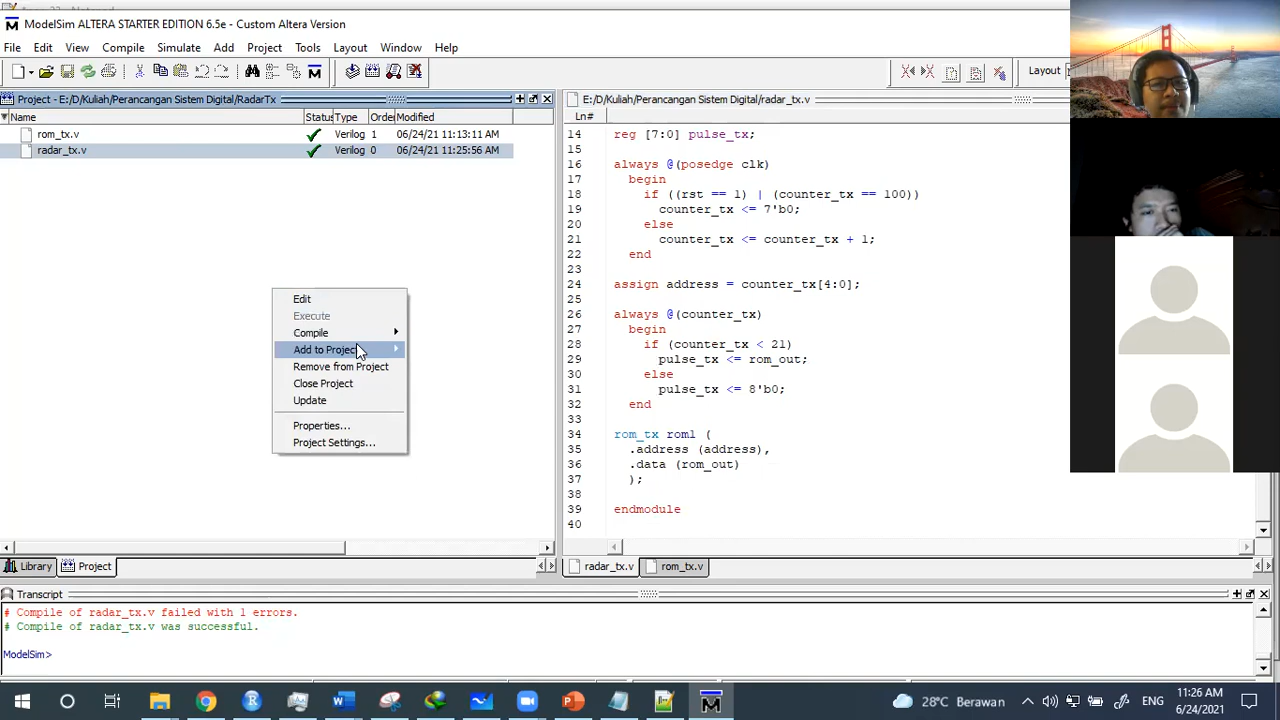 ModelSim ALTERA STARTER EDITION 6.5e - Custom Altera Version
File Edit View Compile Simulate Add Project Tools Layout Window Help
Layout
Project - E:/D/Kuliah/Perancangan Sistem Digital/RadarTx
Name Status Type Order Modified
rom_tx.v Verilog 1 06/24/21 11:13:11 AM
radar_tx.v Verilog 0 06/24/21 11:25:56 AM
Edit
Execute
Compile
Add to Project
Remove from Project
Close Project
Update
Properties...
Project Settings...
Library Project
E:/D/Kuliah/Perancangan Sistem Digital/radar_tx.v
Ln#
14 reg [7:0] pulse_tx;
15
16 always @(posedge clk)
17 begin
18 if ((rst == 1) | (counter_tx == 100))
19 counter_tx <= 7'b0;
20 else
21 counter_tx <= counter_tx + 1;
22 end
23
24 assign address = counter_tx[4:0];
25
26 always @(counter_tx)
27 begin
28 if (counter_tx < 21)
29 pulse_tx <= rom_out;
30 else
31 pulse_tx <= 8'b0;
32 end
33
34 rom_tx rom1 (
35 .address (address),
36 .data (rom_out)
37 );
38
39 endmodule
40
radar_tx.v rom_tx.v
Transcript
# Compile of radar_tx.v failed with 1 errors.
# Compile of radar_tx.v was successful.
ModelSim>
28°C Berawan ENG 11:26 AM
6/24/2021